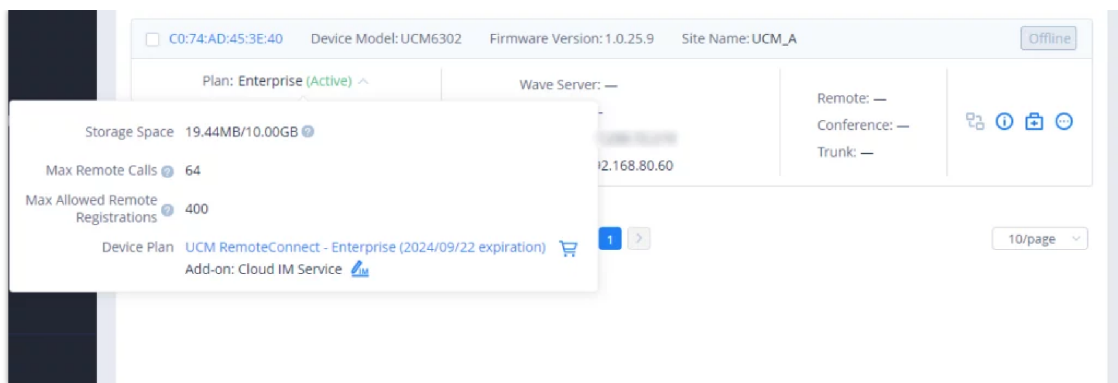 C0:74:AD:45:3E:40 Device Model: UCM6302 Firmware Version: 1.0.25.9 Site Name: UCM_A Offline
Plan: Enterprise (Active)
Wave Server: —
Storage Space 19.44MB/10.00GB
Max Remote Calls 64
Max Allowed Remote Registrations 400
Device Plan UCM RemoteConnect - Enterprise (2024/09/22 expiration)
Add-on: Cloud IM Service IM
2.168.80.60
Remote: —
Conference: —
Trunk: —
1
10/page